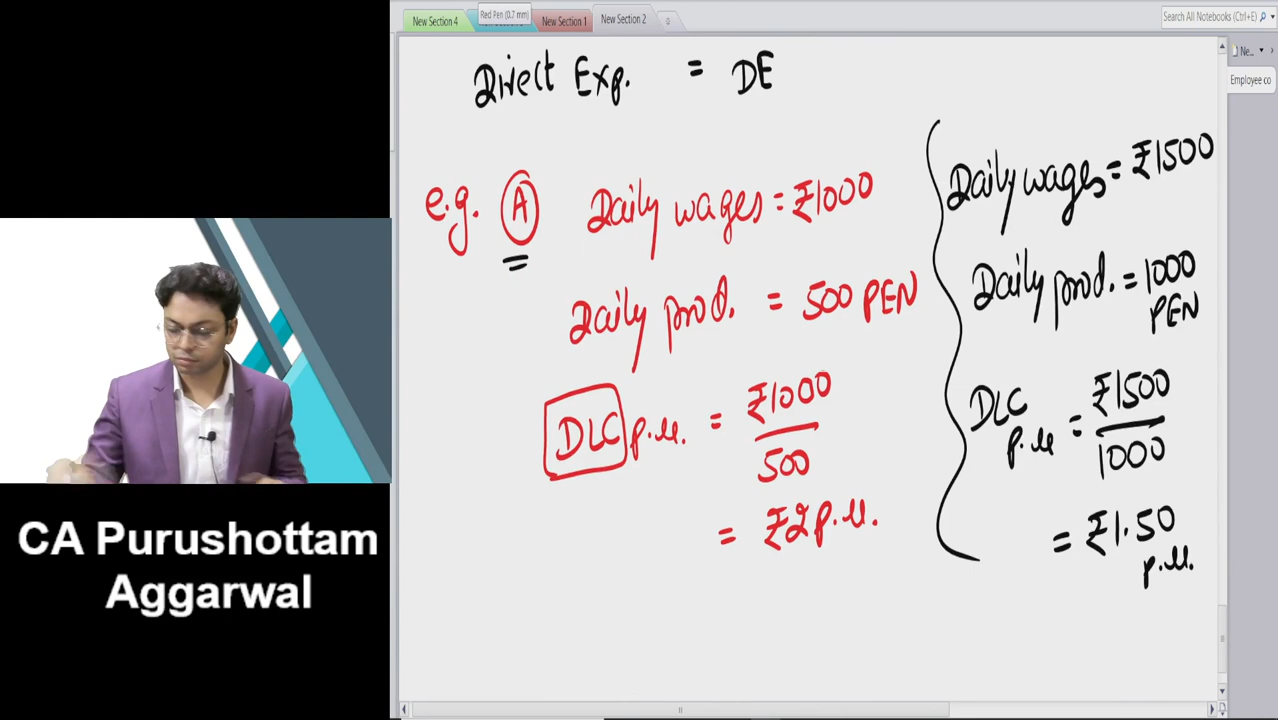 New Section 4
Red Pen (0.7 mm)
New Section 1
New Section 2
Search All Notebooks (Ctrl+E)
Ne...
Employee co
Direct Exp. = DE
e.g. A Daily wages = ₹1000
Daily prod. = 500 PEN
DLC p.u. = ₹1000
500
= ₹2 p.u.
Daily wages = ₹1500
Daily prod. = 1000
PEN
DLC
p.u = ₹1500
1000
= ₹1.50
p.u.
CA Purushottam
Aggarwal